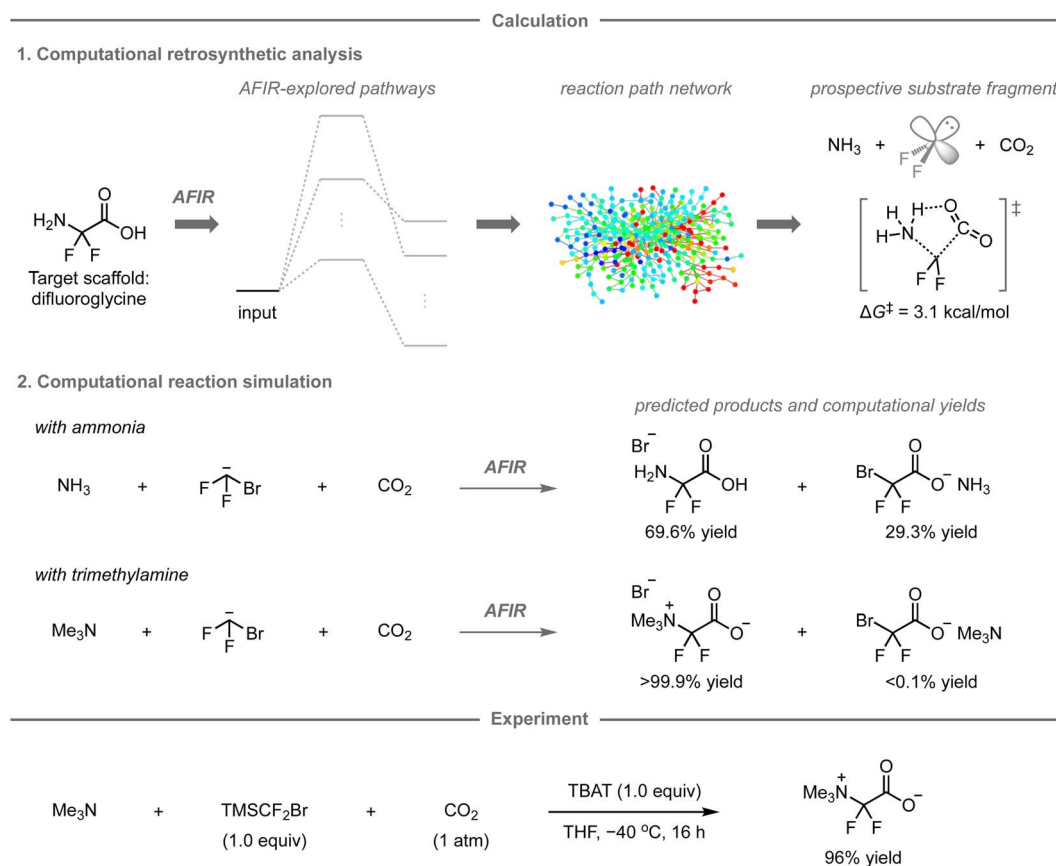 Calculation
1. Computational retrosynthetic analysis
AFIR-explored pathways
reaction path network
prospective substrate fragment
NH3 + F F + CO2
AFIR
H2N O OH F F
Target scaffold:
difluoroglycine
input
H H N H O C O C F F ‡
ΔG‡ = 3.1 kcal/mol
2. Computational reaction simulation
predicted products and computational yields
with ammonia
NH3 + F F − Br + CO2
AFIR
Br−
H2N O OH F F
+
Br O O− F F NH3
69.6% yield
29.3% yield
with trimethylamine
Me3N + F F − Br + CO2
AFIR
Br−
Me3N+ O O− F F
+
Br O O− F F Me3N
>99.9% yield
<0.1% yield
Experiment
Me3N + TMSCF2Br + CO2
(1.0 equiv)
(1 atm)
TBAT (1.0 equiv)
THF, −40 ºC, 16 h
Me3N+ O O− F F
96% yield